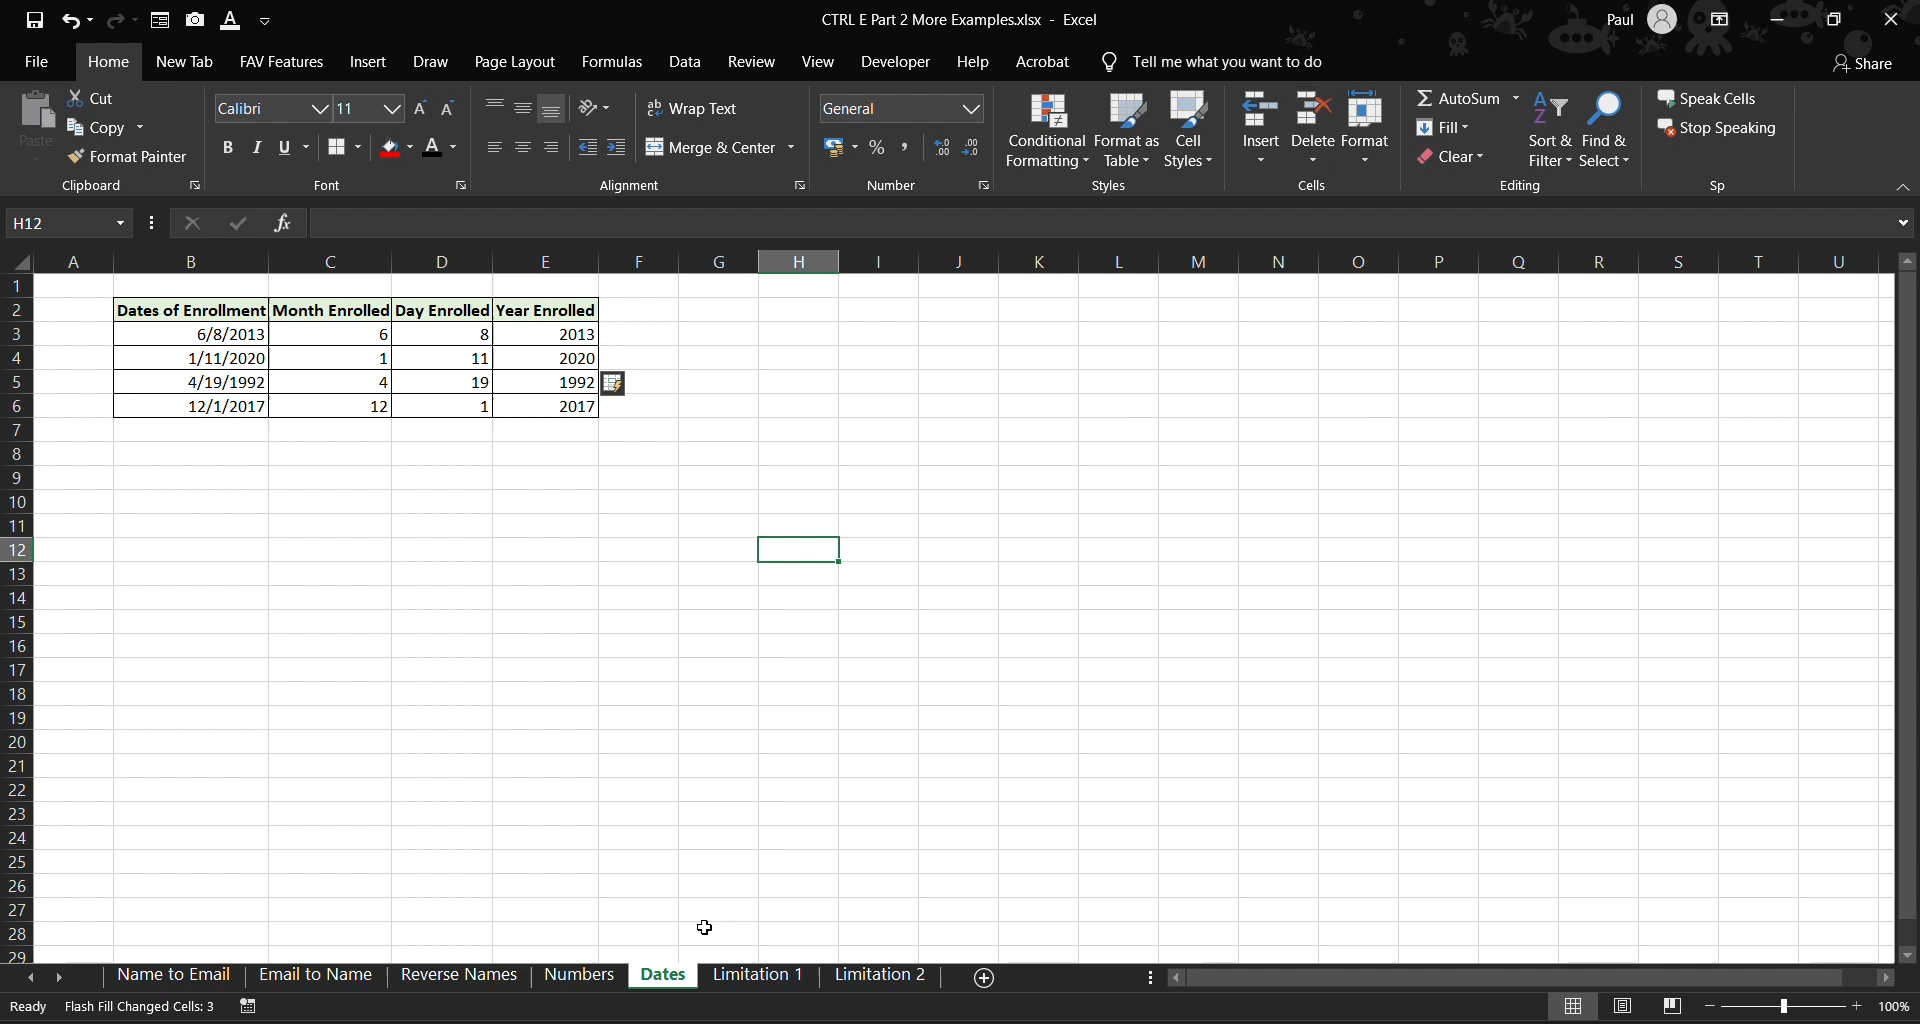 CTRL E Part 2 More Examples.xlsx - Excel
Paul
File Home New Tab FAV Features Insert Draw Page Layout Formulas Data Review View Developer Help Acrobat Tell me what you want to do Share
Paste
Cut
Copy
Format Painter
Clipboard
Calibri 11
B I U A
Font
Wrap Text
Merge & Center
Alignment
General
% ,
Number
Conditional Formatting
Format as Table
Cell Styles
Styles
Insert Delete Format
Cells
AutoSum
Fill
Clear
Sort & Filter
Find & Select
Editing
Speak Cells
Stop Speaking
Sp
H12 fx
A B C D E F G H I J K L M N O P Q R S T U
1
2 Dates of Enrollment Month Enrolled Day Enrolled Year Enrolled
3 6/8/2013 6 8 2013
4 1/11/2020 1 11 2020
5 4/19/1992 4 19 1992
6 12/1/2017 12 1 2017
7
8
9
10
11
12
13
14
15
16
17
18
19
20
21
22
23
24
25
26
27
28
29
Name to Email Email to Name Reverse Names Numbers Dates Limitation 1 Limitation 2
Ready Flash Fill Changed Cells: 3 100%